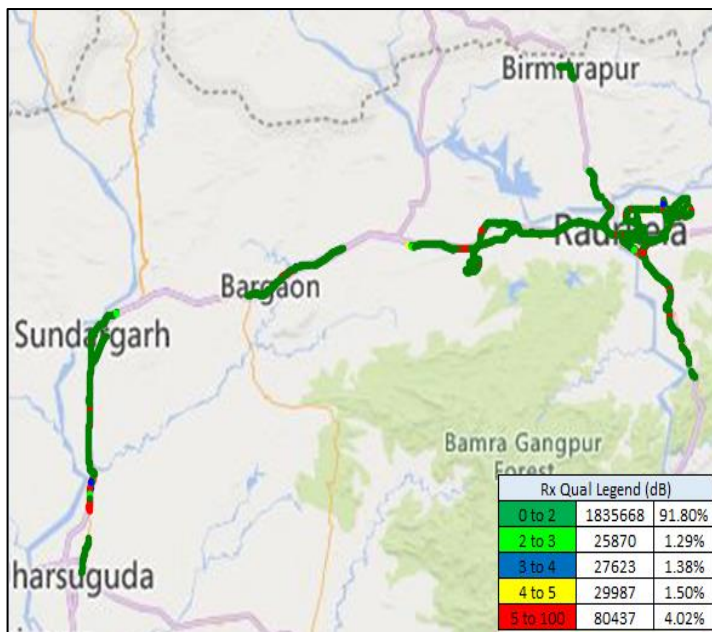 Birmitrapur
Raurkela
Bargaon
Sundargarh
Bamra Gangpur
Forest
harsuguda
Rx Qual Legend (dB)
0 to 2 1835668 91.80%
2 to 3 25870 1.29%
3 to 4 27623 1.38%
4 to 5 29987 1.50%
5 to 100 80437 4.02%